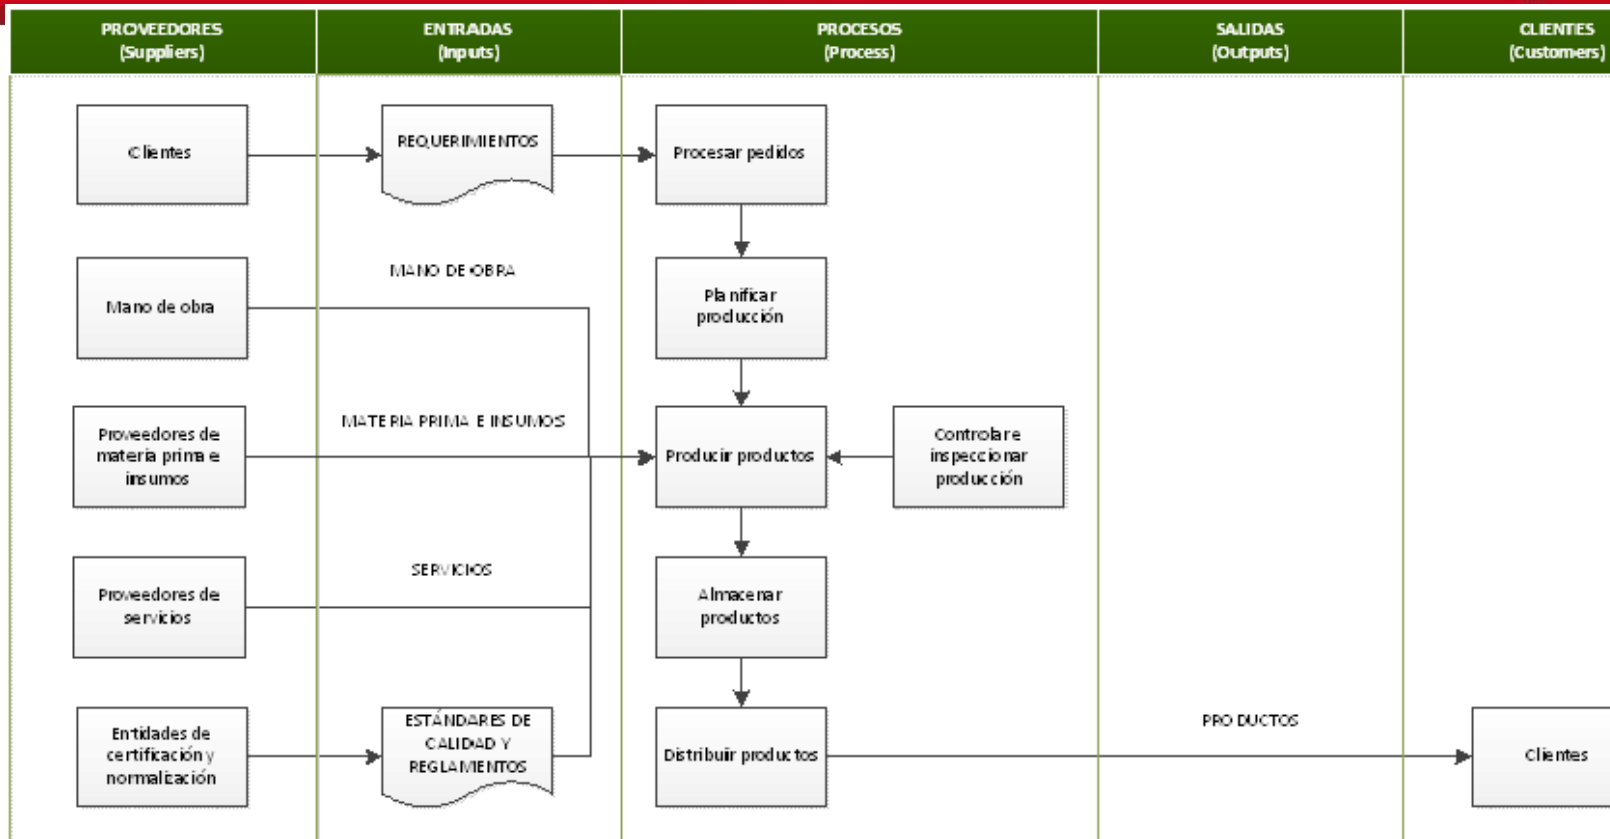 PROVEEDORES
(Suppliers)
ENTRADAS
(Inputs)
PROCESOS
(Process)
SALIDAS
(Outputs)
CLIENTES
(Customers)
Clientes
REQUERIMIENTOS
Procesar pedidos
Mano de obra
MANO DE OBRA
Planificar
producción
Proveedores de
materia prima e
insumos
MATERIA PRIMA E INSUMOS
Producir productos
Controlar e
inspeccionar
producción
Proveedores de
servicios
SERVICIOS
Almacenar
productos
Entidades de
certificación y
normalización
ESTÁNDARES DE
CALIDAD Y
REGLAMENTOS
Distribuir productos
PRODUCTOS
Clientes